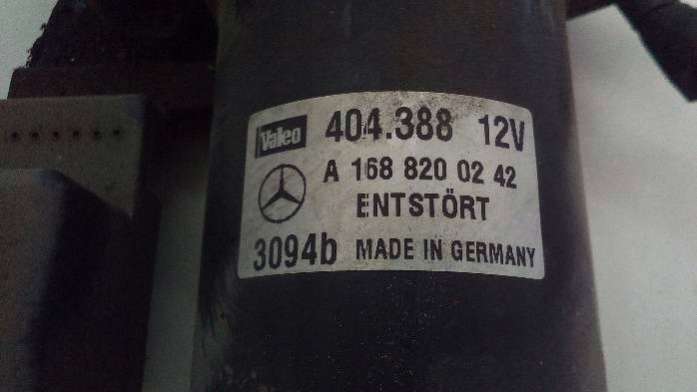 Valeo 404.388 12V
A 168 820 02 42
ENTSTÖRT
3094b MADE IN GERMANY